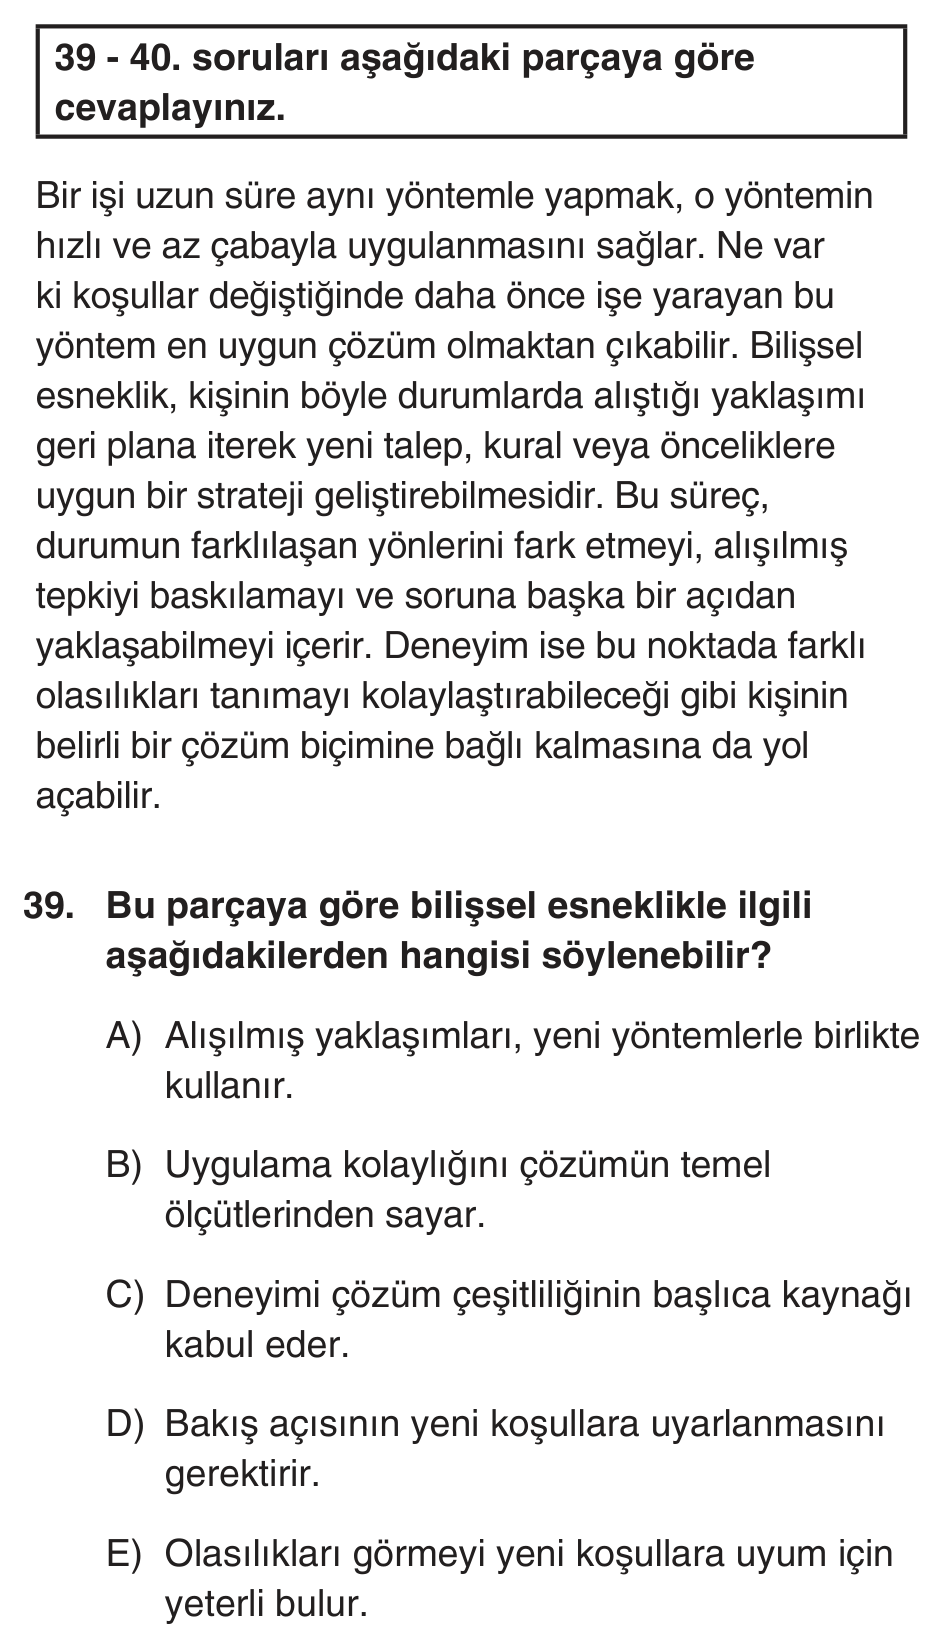 39 - 40. soruları aşağıdaki parçaya göre
cevaplayınız.
Bir işi uzun süre aynı yöntemle yapmak, o yöntemin
hızlı ve az çabayla uygulanmasını sağlar. Ne var
ki koşullar değiştiğinde daha önce işe yarayan bu
yöntem en uygun çözüm olmaktan çıkabilir. Bilişsel
esneklik, kişinin böyle durumlarda alıştığı yaklaşımı
geri plana iterek yeni talep, kural veya önceliklere
uygun bir strateji geliştirebilmesidir. Bu süreç,
durumun farklılaşan yönlerini fark etmeyi, alışılmış
tepkiyi baskılamayı ve soruna başka bir açıdan
yaklaşabilmeyi içerir. Deneyim ise bu noktada farklı
olasılıkları tanımayı kolaylaştırabileceği gibi kişinin
belirli bir çözüm biçimine bağlı kalmasına da yol
açabilir.
39. Bu parçaya göre bilişsel esneklikle ilgili
aşağıdakilerden hangisi söylenebilir?
A) Alışılmış yaklaşımları, yeni yöntemlerle birlikte
kullanır.
B) Uygulama kolaylığını çözümün temel
ölçütlerinden sayar.
C) Deneyimi çözüm çeşitliliğinin başlıca kaynağı
kabul eder.
D) Bakış açısının yeni koşullara uyarlanmasını
gerektirir.
E) Olasılıkları görmeyi yeni koşullara uyum için
yeterli bulur.